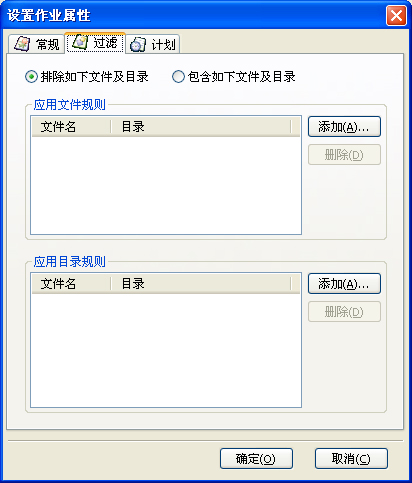 设置作业属性
常规 过滤 计划
排除如下文件及目录 包含如下文件及目录
应用文件规则
文件名 目录
添加(A)...
删除(D)
应用目录规则
文件名 目录
添加(A)...
删除(D)
确定(O) 取消(C)